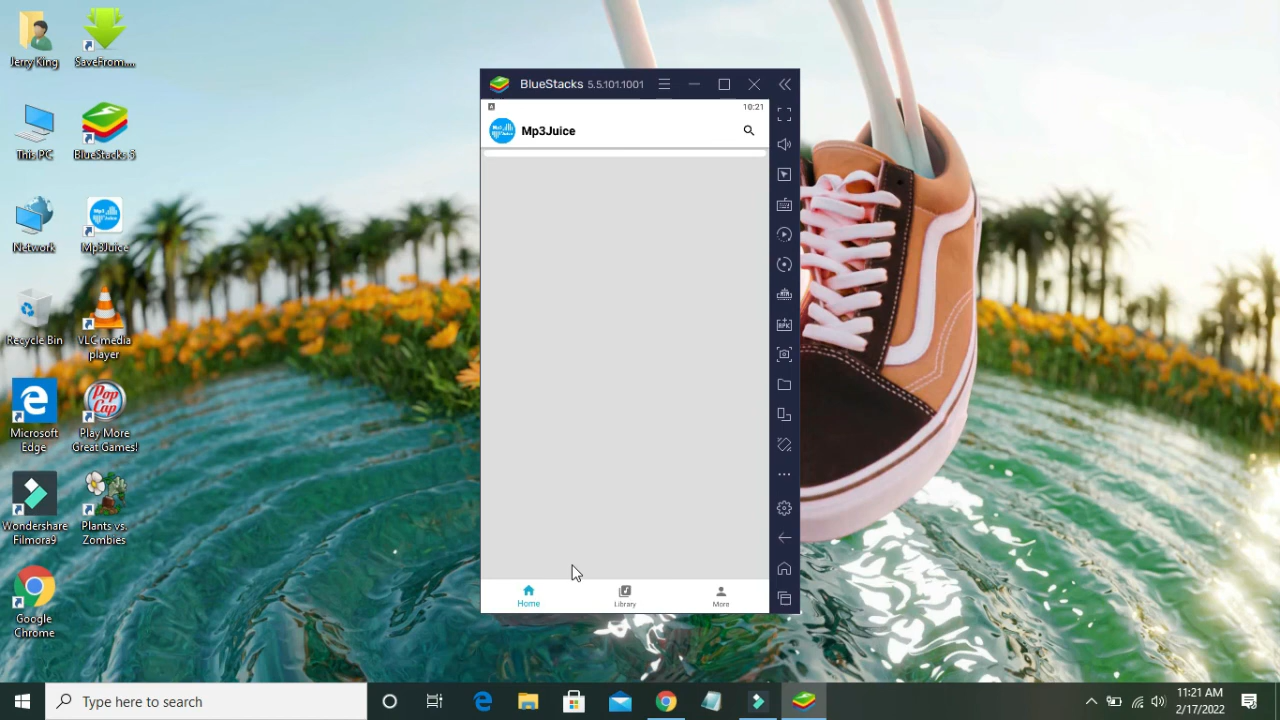 Jerry King
SaveFrom....
This PC
BlueStacks 5
Network
Mp3Juice
Recycle Bin
VLC media
player
Microsoft
Edge
Pop
Cap
Play More
Great Games!
Wondershare
Filmora9
Plants vs.
Zombies
Google
Chrome
BlueStacks 5.5.101.1001
10:21
Mp3Juice
Home
Library
More
Type here to search
11:21 AM
2/17/2022